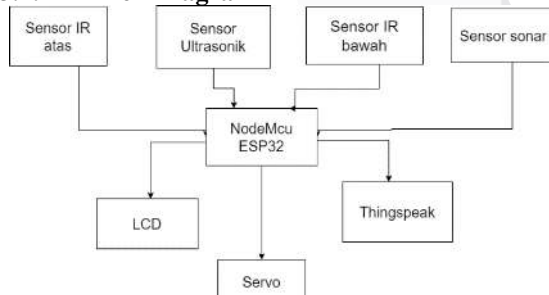 Sensor IR
atas
Sensor
Ultrasonik
Sensor IR
bawah
Sensor sonar
NodeMcu
ESP32
LCD
Thingspeak
Servo